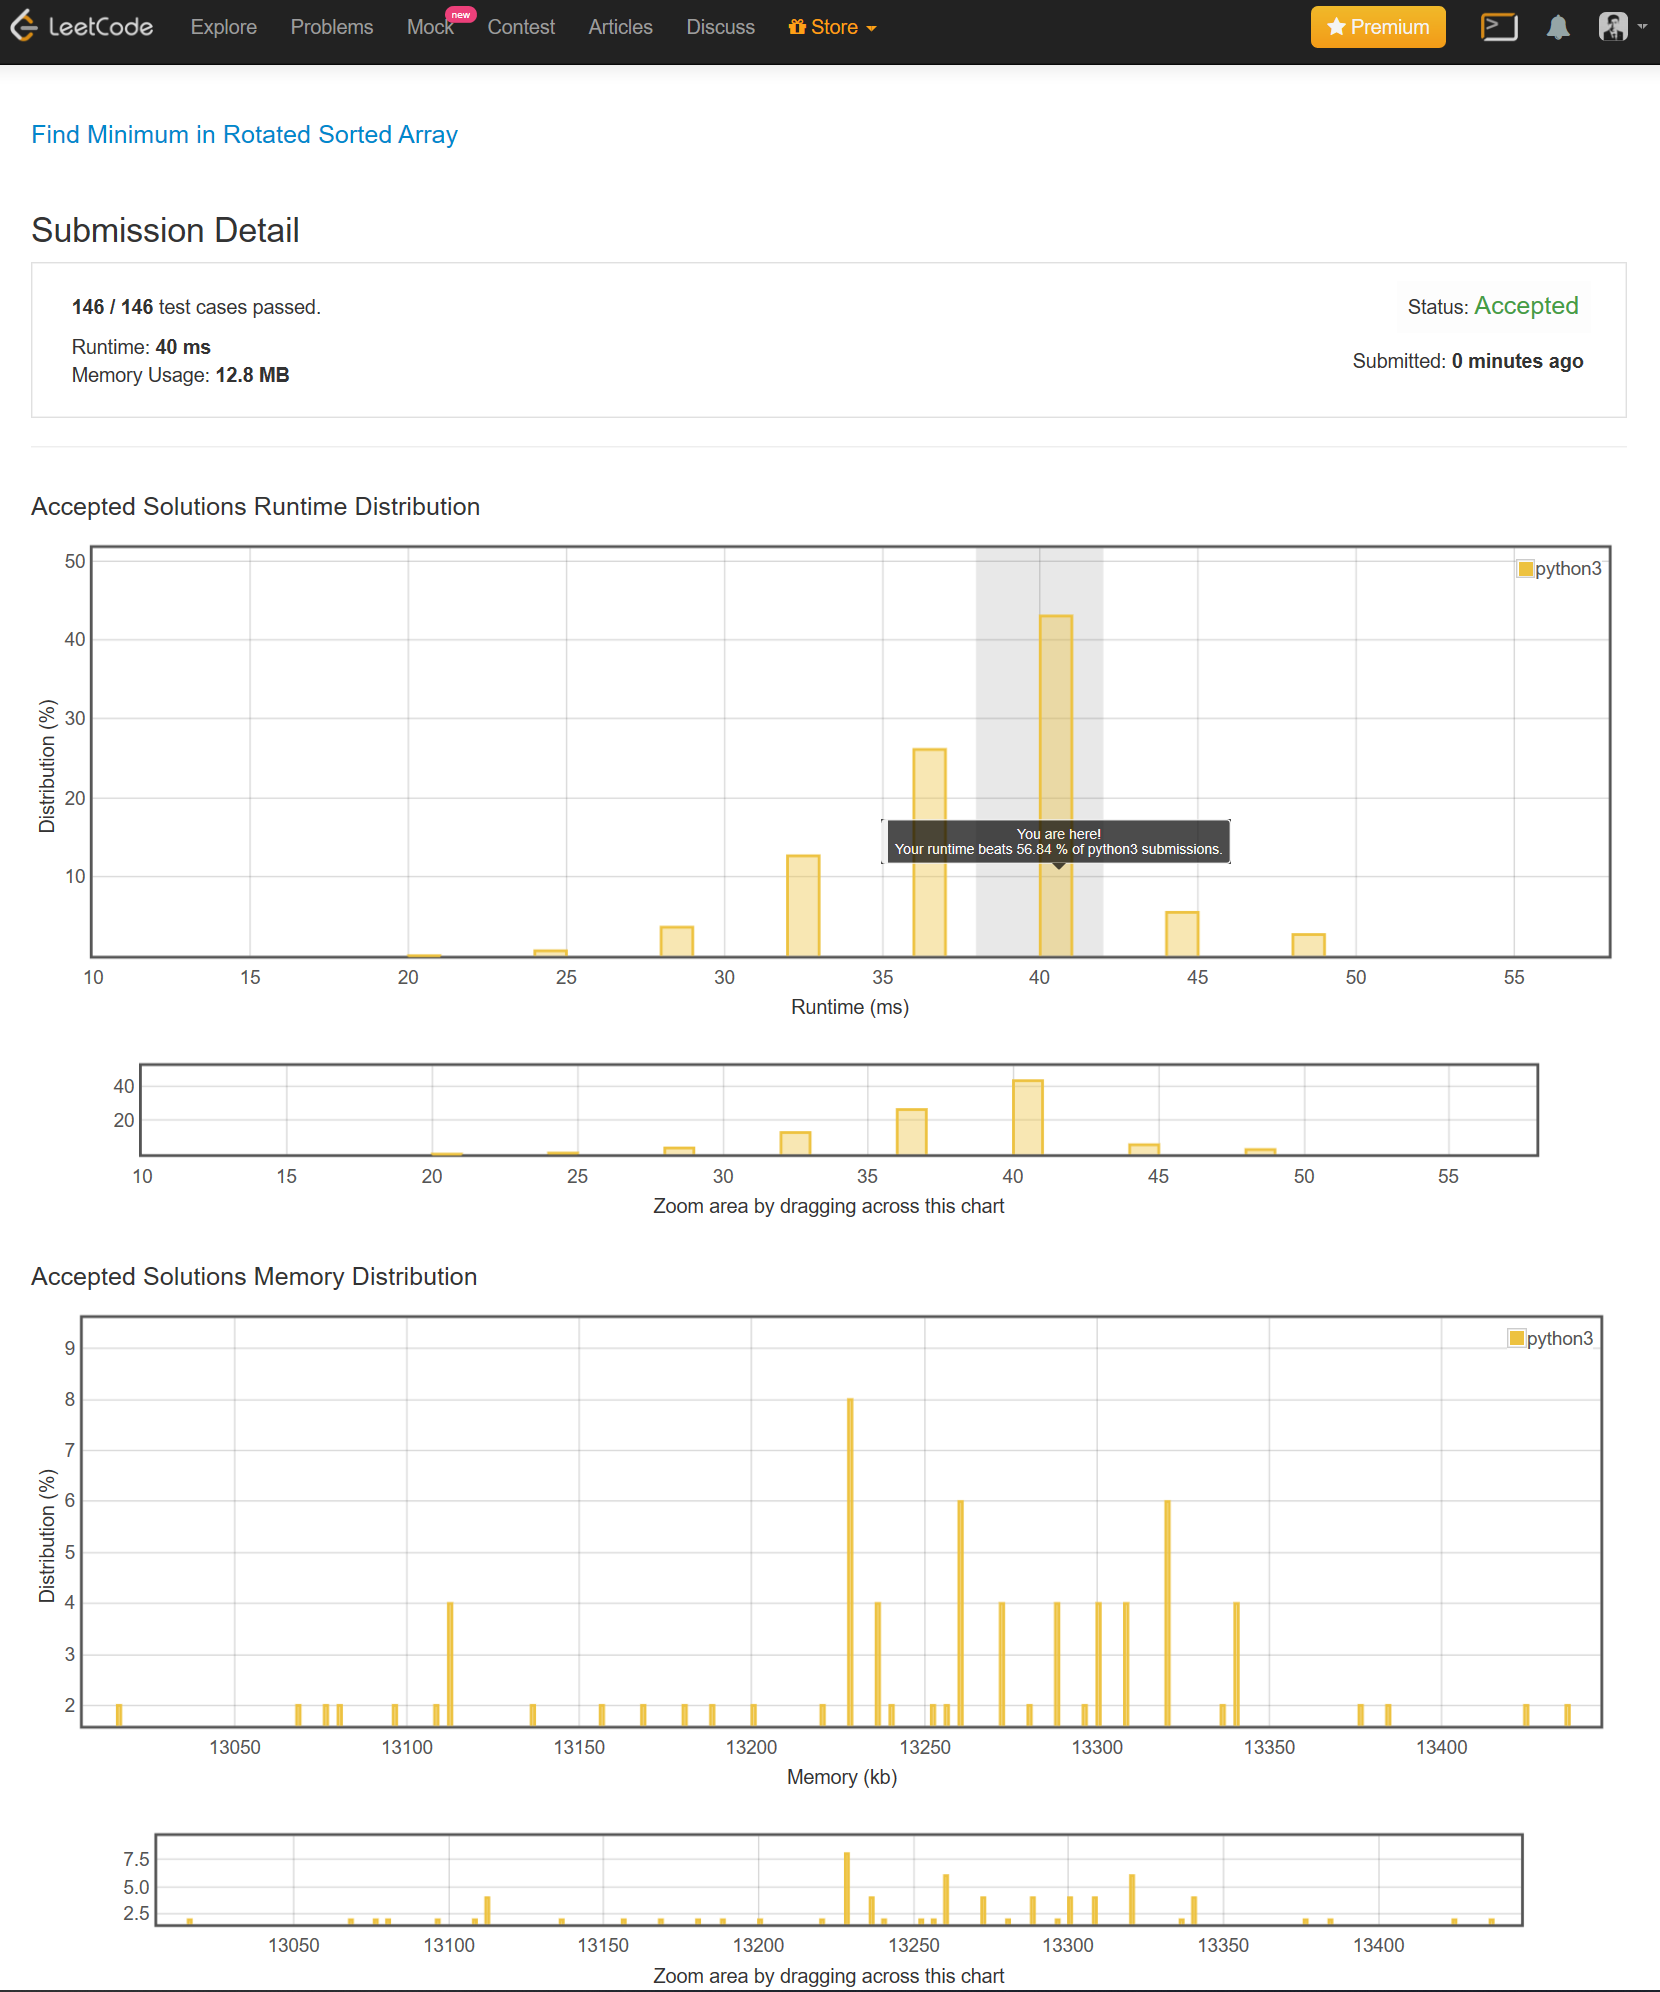 LeetCode Explore Problems Mock new Contest Articles Discuss Store Premium
Find Minimum in Rotated Sorted Array
Submission Detail
146 / 146 test cases passed.
Status: Accepted
Runtime: 40 ms
Submitted: 0 minutes ago
Memory Usage: 12.8 MB
Accepted Solutions Runtime Distribution
python3
50
40
30
20
10
Distribution (%)
You are here!
Your runtime beats 56.84 % of python3 submissions.
10 15 20 25 30 35 40 45 50 55
Runtime (ms)
40
20
10 15 20 25 30 35 40 45 50 55
Zoom area by dragging across this chart
Accepted Solutions Memory Distribution
python3
9
8
7
6
5
4
3
2
Distribution (%)
13050 13100 13150 13200 13250 13300 13350 13400
Memory (kb)
7.5
5.0
2.5
13050 13100 13150 13200 13250 13300 13350 13400
Zoom area by dragging across this chart